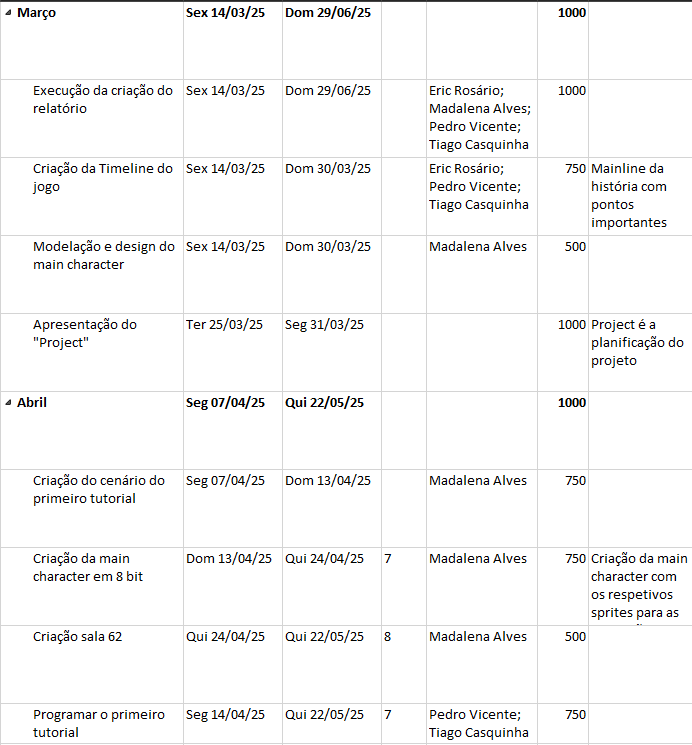 Março Sex 14/03/25 Dom 29/06/25 1000
Execução da criação do Sex 14/03/25 Dom 29/06/25 Eric Rosário; 1000
relatório Madalena Alves;
Pedro Vicente;
Tiago Casquinha
Criação da Timeline do Sex 14/03/25 Dom 30/03/25 Eric Rosário; 750 Mainline da
jogo Pedro Vicente; história com
Tiago Casquinha pontos
importantes
Modelação e design do Sex 14/03/25 Dom 30/03/25 Madalena Alves 500
main character
Apresentação do Ter 25/03/25 Seg 31/03/25 1000 Project é a
"Project" planificação do
projeto
Abril Seg 07/04/25 Qui 22/05/25 1000
Criação do cenário do Seg 07/04/25 Dom 13/04/25 Madalena Alves 750
primeiro tutorial
Criação da main Dom 13/04/25 Qui 24/04/25 7 Madalena Alves 750 Criação da main
character em 8 bit character com
os respetivos
sprites para as
Criação sala 62 Qui 24/04/25 Qui 22/05/25 8 Madalena Alves 500
Programar o primeiro Seg 14/04/25 Qui 22/05/25 7 Pedro Vicente; 750
tutorial Tiago Casquinha